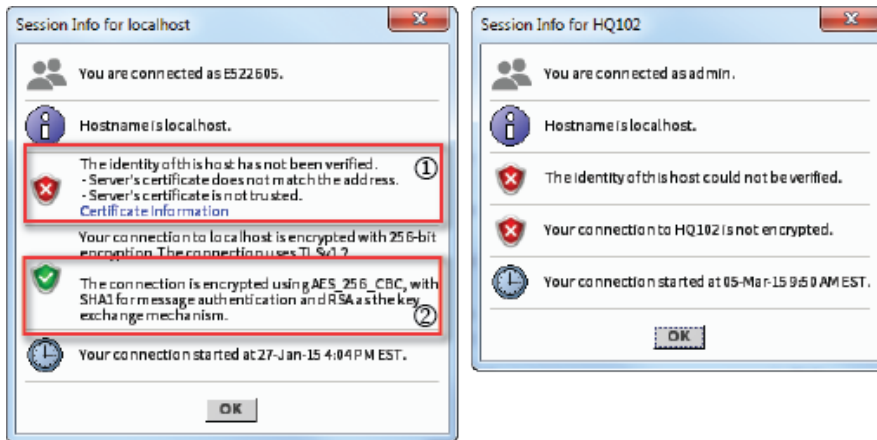 Session Info for localhost
You are connected as E522605.
Hostname is localhost.
The identity of this host has not been verified.
- Server's certificate does not match the address.
- Server's certificate is not trusted.
Certificate Information
①
Your connection to localhost is encrypted with 256-bit
encryption. The connection uses TLSv1.2
The connection is encrypted using AES_256_CBC, with
SHA1 for message authentication and RSA as the key
exchange mechanism.
②
Your connection started at 27-Jan-15 4:04 PM EST.
OK
Session Info for HQ102
You are connected as admin.
Hostname is localhost.
The identity of this host could not be verified.
Your connection to HQ102 is not encrypted.
Your connection started at 05-Mar-15 9:50 AM EST.
OK